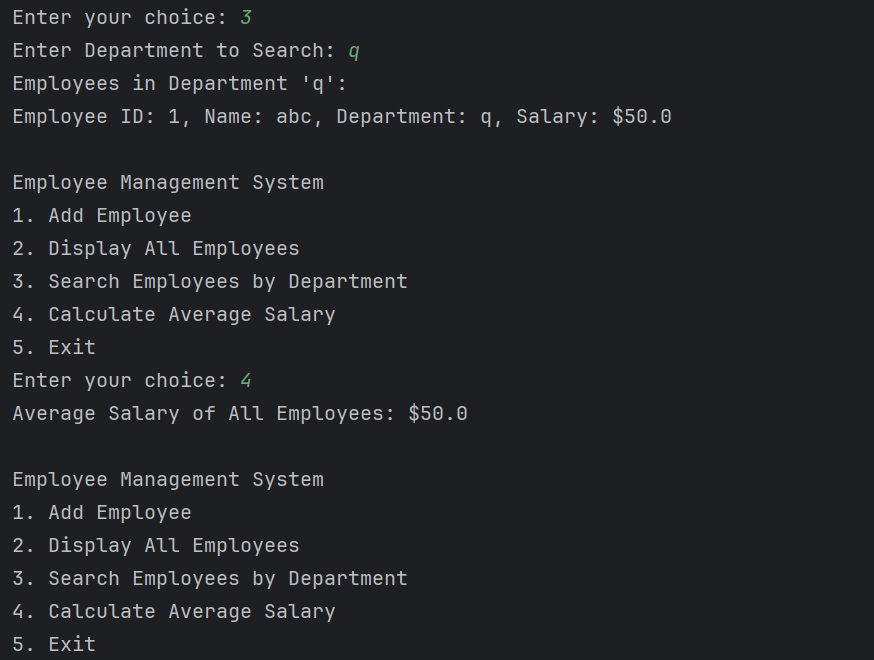 Enter your choice: 3
Enter Department to Search: q
Employees in Department 'q':
Employee ID: 1, Name: abc, Department: q, Salary: $50.0
Employee Management System
1. Add Employee
2. Display All Employees
3. Search Employees by Department
4. Calculate Average Salary
5. Exit
Enter your choice: 4
Average Salary of All Employees: $50.0
Employee Management System
1. Add Employee
2. Display All Employees
3. Search Employees by Department
4. Calculate Average Salary
5. Exit